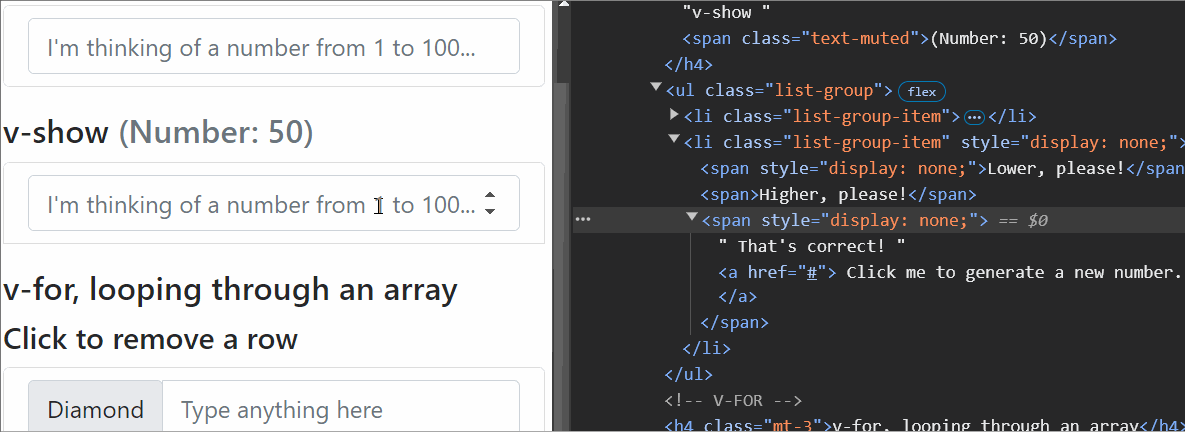 I'm thinking of a number from 1 to 100...
v-show (Number: 50)
I'm thinking of a number from 1 to 100...
v-for, looping through an array
Click to remove a row
Diamond Type anything here
"v-show "
<span class="text-muted">(Number: 50)</span>
</h4>
<ul class="list-group"> flex
<li class="list-group-item"> ⋯ </li>
<li class="list-group-item" style="display: none;">
<span style="display: none;">Lower, please!</span
<span>Higher, please!</span>
<span style="display: none;"> == $0
" That's correct! "
<a href="#"> Click me to generate a new number.
</a>
</span>
</li>
</ul>
<!-- V-FOR -->
<h4 class="mt-3">v-for, looping through an array</h4>